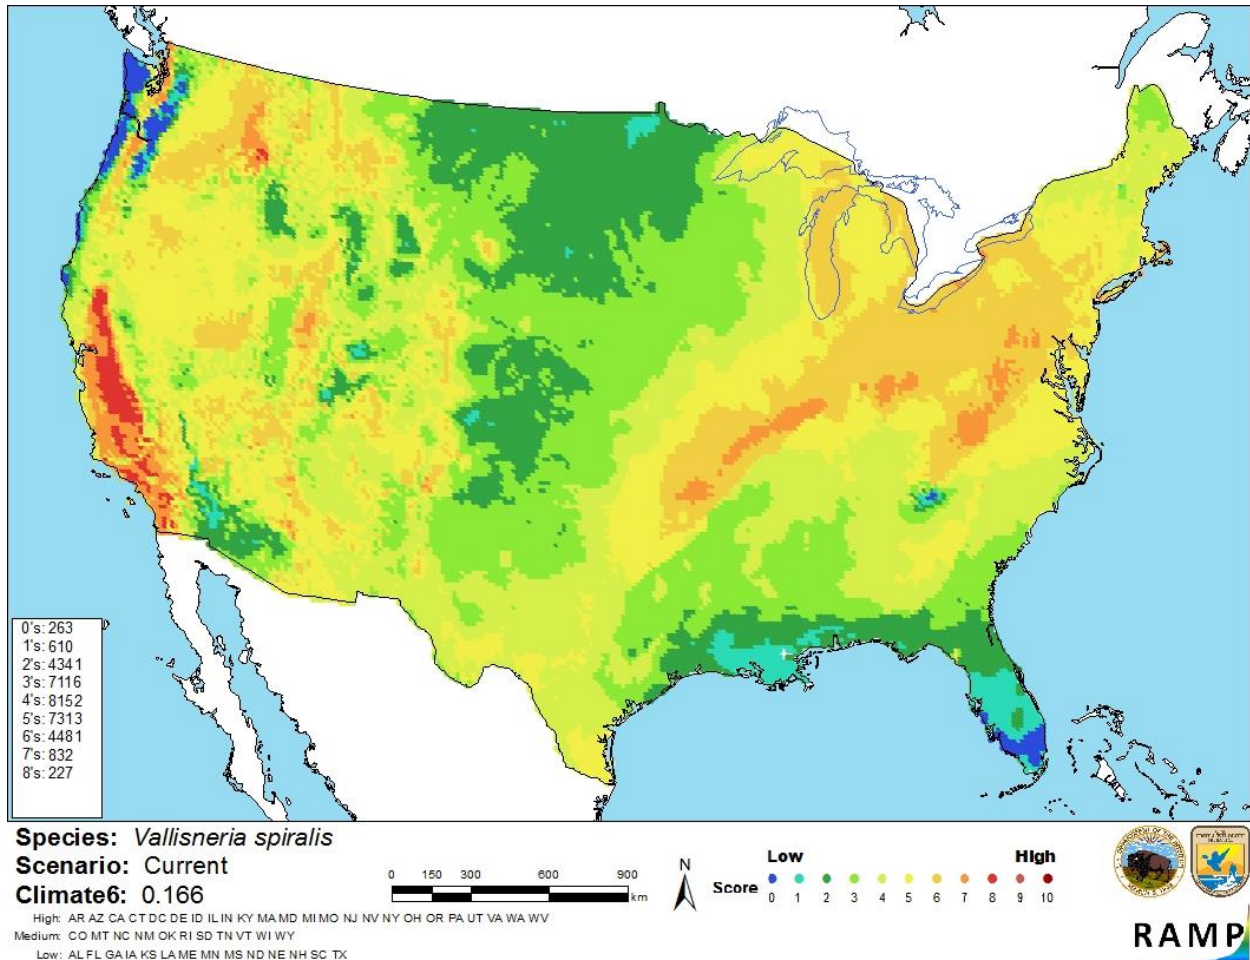 0's: 263
1's: 610
2's: 4341
3's: 7116
4's: 8152
5's: 7313
6's: 4481
7's: 832
8's: 227
Species: Vallisneria spiralis
Scenario: Current
Climate6: 0.166
High: AR AZ CA CT DC DE ID IL IN KY MA MD MI MO NJ NV NY OH OR PA UT VA WA WV
Medium: CO MT NC NM OK RI SD TN VT WI WY
Low: AL FL GA IA KS LA ME MN MS ND NE NH SC TX
0 150 300 600 900
km
N
Low High
Score 0 1 2 3 4 5 6 7 8 9 10
RAMP